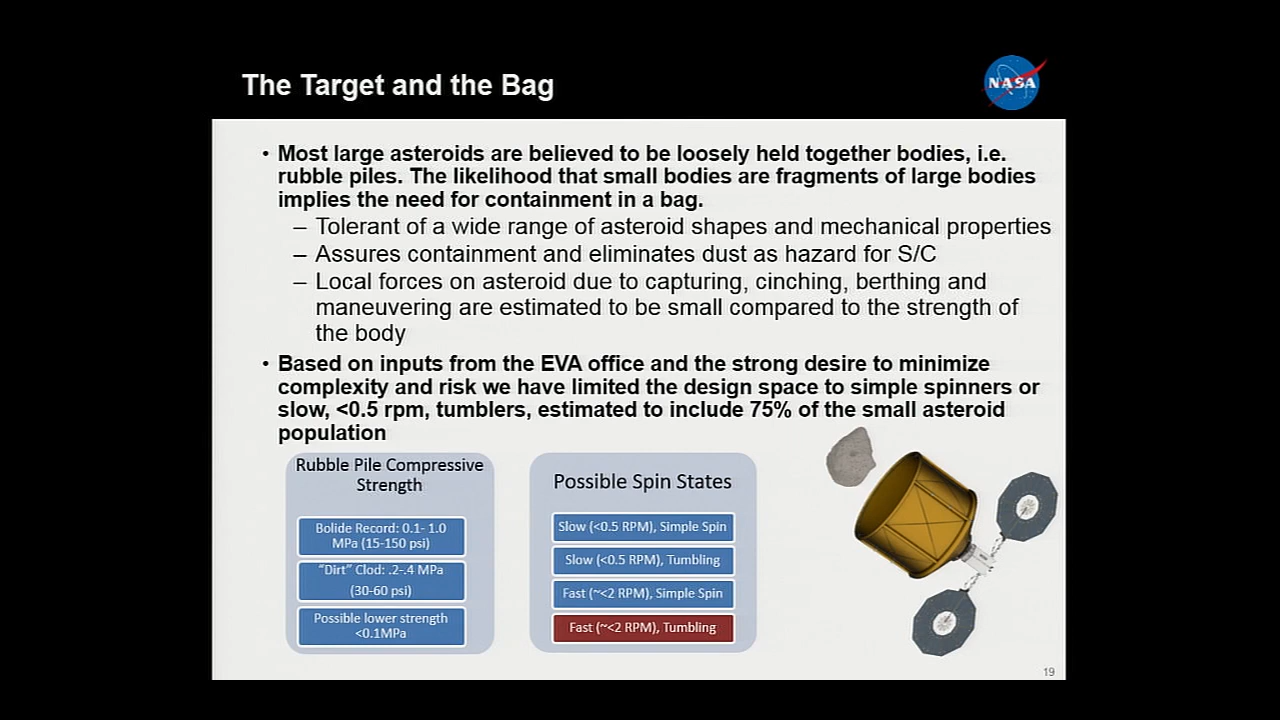 The Target and the Bag
NASA
• Most large asteroids are believed to be loosely held together bodies, i.e.
rubble piles. The likelihood that small bodies are fragments of large bodies
implies the need for containment in a bag.
– Tolerant of a wide range of asteroid shapes and mechanical properties
– Assures containment and eliminates dust as hazard for S/C
– Local forces on asteroid due to capturing, cinching, berthing and
maneuvering are estimated to be small compared to the strength of
the body
• Based on inputs from the EVA office and the strong desire to minimize
complexity and risk we have limited the design space to simple spinners or
slow, <0.5 rpm, tumblers, estimated to include 75% of the small asteroid
population
Rubble Pile Compressive
Strength
Bolide Record: 0.1- 1.0
MPa (15-150 psi)
“Dirt” Clod: .2-.4 MPa
(30-60 psi)
Possible lower strength
<0.1MPa
Possible Spin States
Slow (<0.5 RPM), Simple Spin
Slow (<0.5 RPM), Tumbling
Fast (~<2 RPM), Simple Spin
Fast (~<2 RPM), Tumbling
19